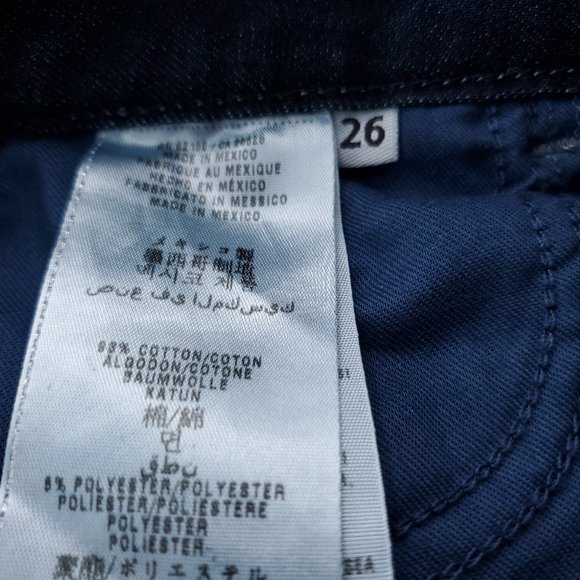 26
MADE IN MEXICO
FABRIQUE AU MEXIQUE
HECHO EN MÉXICO
FABBRICATO IN MESSICO
MADE IN MEXICO
メキシコ製
墨西哥制地
멕시코 제품
صنع في المكسيك
COTTON/COTON
ALGODON/COTONE
BAUMWOLLE
KATUN
棉/綿
면
قطن
POLYESTER/POLYESTER
POLIESTER/POLIESTERE
POLYESTER
POLYESTER
/ポリエステル